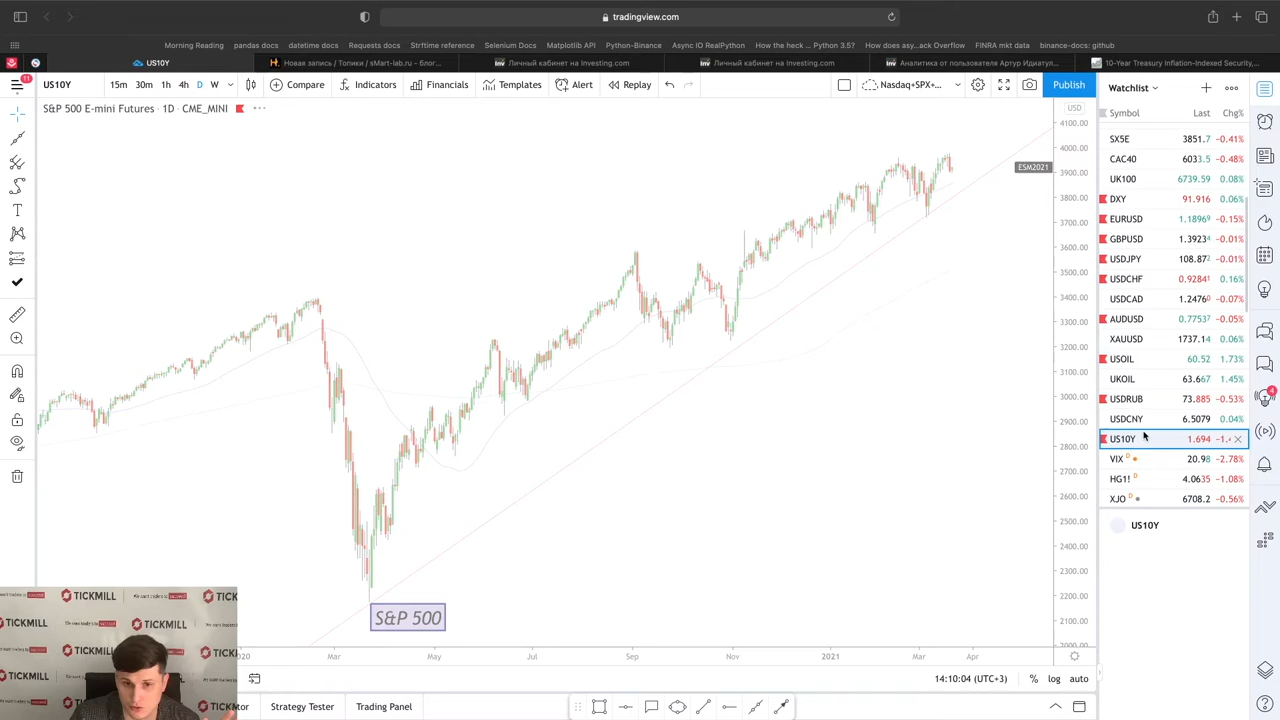 tradingview.com
Morning Reading pandas docs datetime docs Requests docs Strftime reference Selenium Docs Matplotlib API Python-Binance Async IO RealPython How the heck ... Python 3.5? How does asy...ack Overflow FINRA mkt data binance-docs: github
US10Y Новая запись / Топики / sMart-lab.ru – блог... Личный кабинет на Investing.com Личный кабинет на Investing.com Аналитика от пользователя Артур Идиатул... 10-Year Treasury Inflation-Indexed Security,...
11 US10Y 15m 30m 1h 4h D W Compare Indicators Financials Templates Alert Replay Nasdaq+SPX+... Publish Watchlist
S&P 500 E-mini Futures · 1D · CME_MINI USD
Symbol Last Chg%
SX5E 3851.7 −0.41%
CAC40 6033.5 −0.48%
UK100 6739.59 0.08%
DXY 91.916 0.06%
EURUSD 1.18969 −0.15%
GBPUSD 1.39234 −0.01%
USDJPY 108.872 −0.01%
USDCHF 0.92841 0.16%
USDCAD 1.24760 −0.07%
AUDUSD 0.77537 −0.05%
XAUUSD 1737.14 0.06%
USOIL 60.52 1.73%
UKOIL 63.667 1.45%
USDRUB 73.885 −0.53%
USDCNY 6.5079 0.04%
US10Y 1.694
VIX D 20.98 −2.78%
HG1! D 4.0635 −1.08%
XJO D 6708.2 −0.56%
US10Y
4
4100.00
4000.00
ESM2021
3900.00
3800.00
3700.00
3600.00
3500.00
3400.00
3300.00
3200.00
3100.00
3000.00
2900.00
2800.00
2700.00
2600.00
2500.00
2400.00
2300.00
2200.00
2100.00
2000.00
S&P 500
TICKMILL
TICKMILL
TICKMILL
2020 Mar May Jul Sep Nov 2021 Mar Apr
14:10:04 (UTC+3) % log auto
Strategy Tester Trading Panel